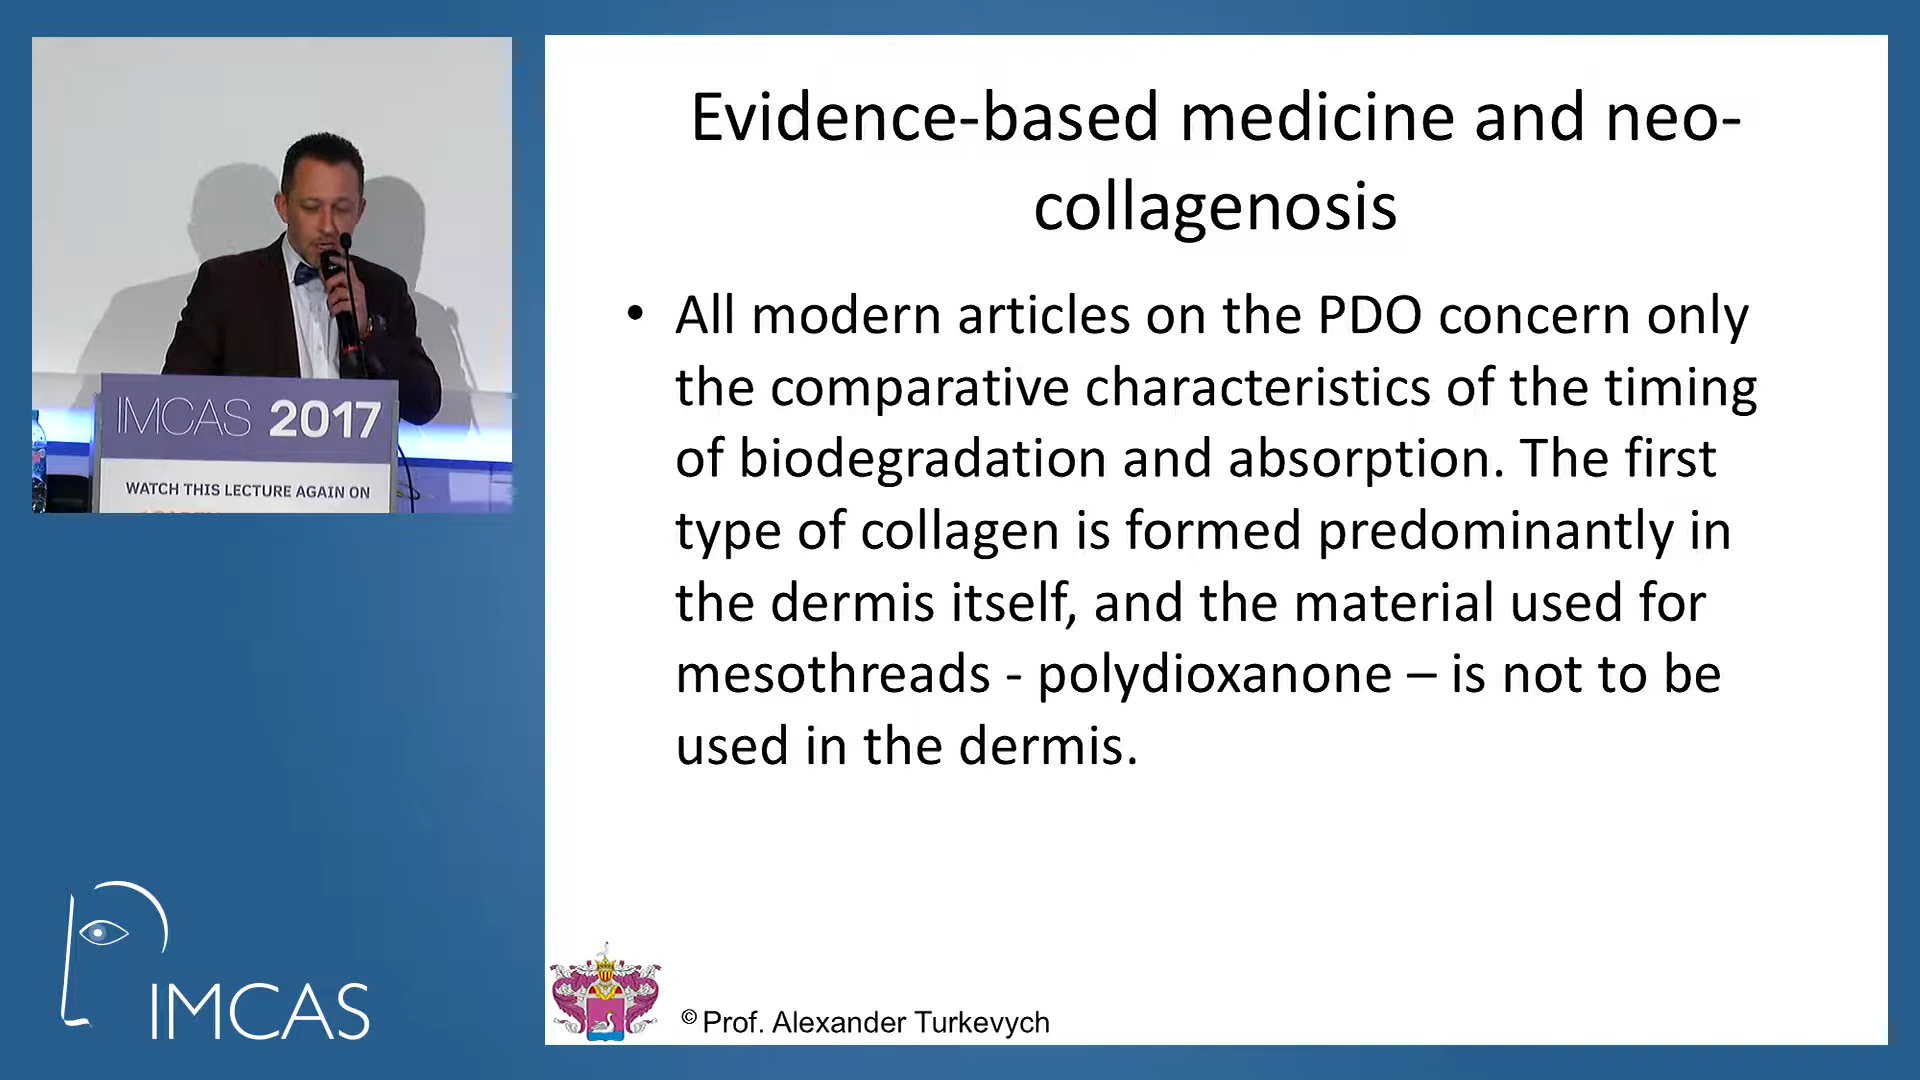 Evidence-based medicine and neo-
collagenosis
• All modern articles on the PDO concern only
the comparative characteristics of the timing
of biodegradation and absorption. The first
type of collagen is formed predominantly in
the dermis itself, and the material used for
mesothreads - polydioxanone – is not to be
used in the dermis.
© Prof. Alexander Turkevych
IMCAS 2017
WATCH THIS LECTURE AGAIN ON
IMCAS